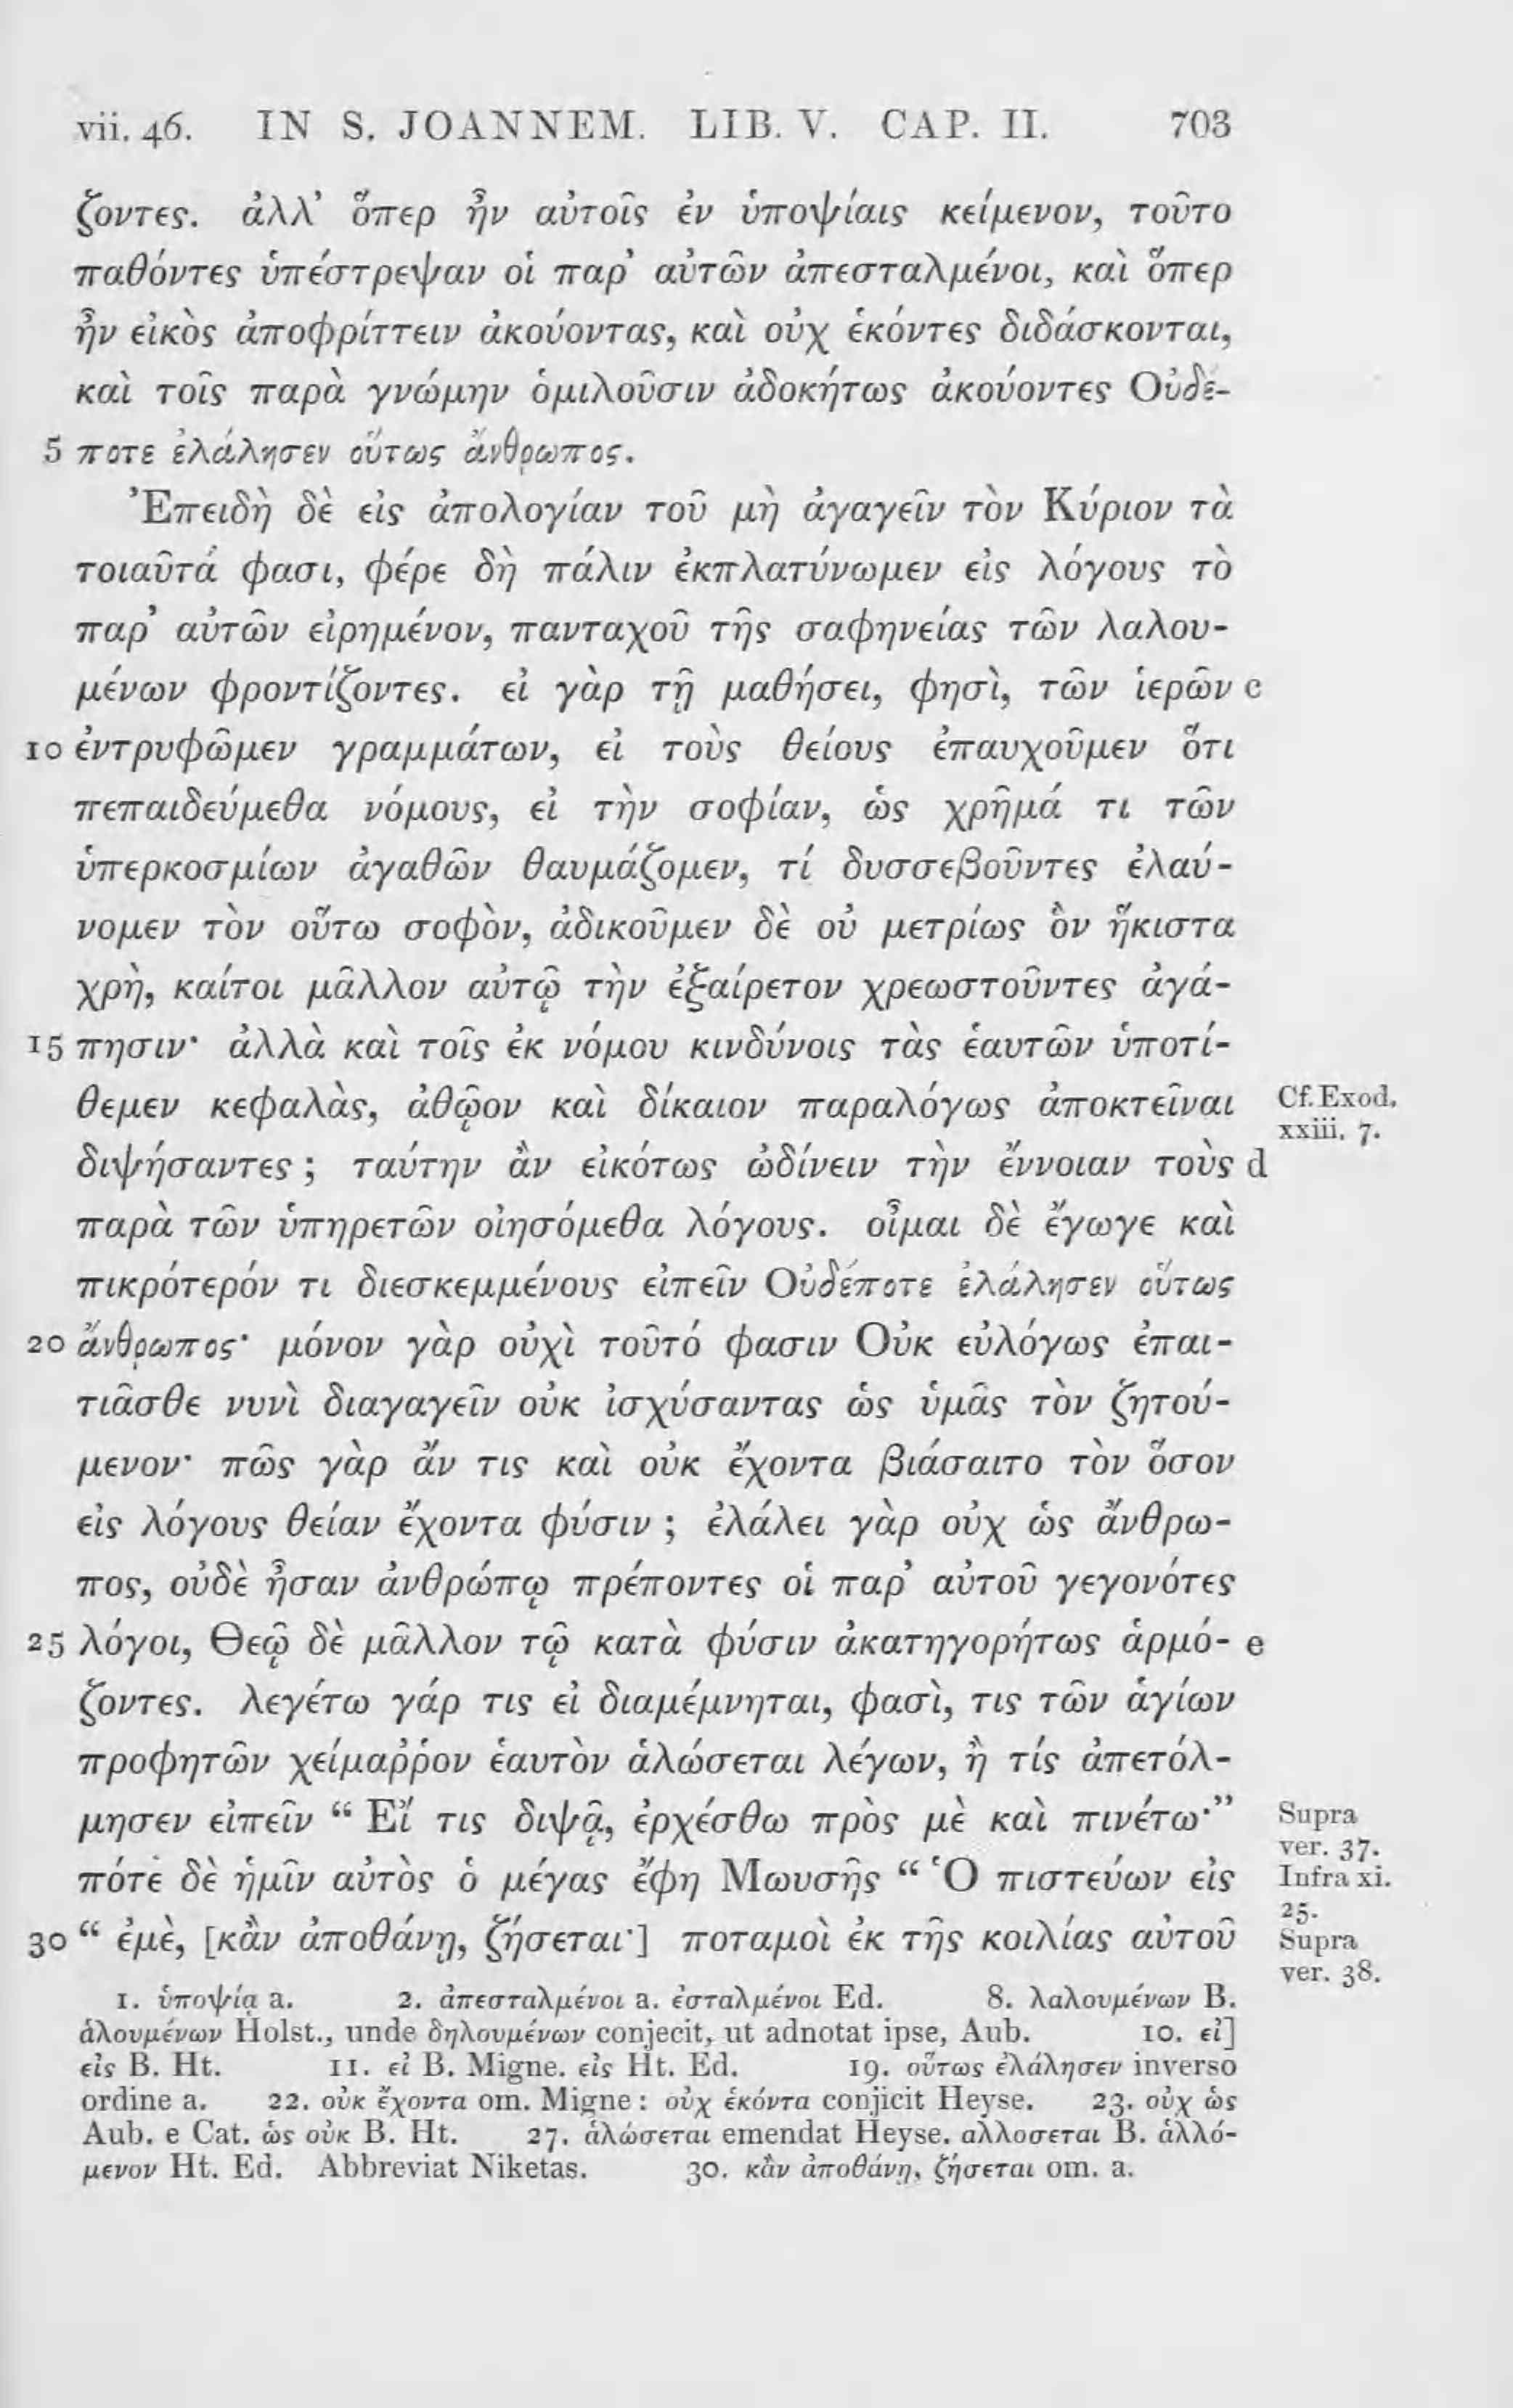 vii. 46. IN S. JOANNEM. LIB. V. CAP. II. 703
ζοντες. ἀλλ’ ὅπερ ἦν αὐτοῖς ἐν ὑποψίαις κείμενον, τοῦτο
παθόντες ὑπέστρεψαν οἱ παρ’ αὐτῶν ἀπεσταλμένοι, καὶ ὅπερ
ἦν εἰκὸς ἀποφρίττειν ἀκούοντας, καὶ οὐχ ἑκόντες διδάσκονται,
καὶ τοῖς παρὰ γνώμην ὁμιλοῦσιν ἀδοκήτως ἀκούοντες Οὐδέ-
5 ποτε ἐλάλησεν οὕτως ἄνθρωπος.
Ἐπειδὴ δὲ εἰς ἀπολογίαν τοῦ μὴ ἀγαγεῖν τὸν Κύριον τὰ
τοιαῦτά φασι, φέρε δὴ πάλιν ἐκπλατύνωμεν εἰς λόγους τὸ
παρ’ αὐτῶν εἰρημένον, πανταχοῦ τῆς σαφηνείας τῶν λαλου-
μένων φροντίζοντες. εἰ γὰρ τῇ μαθήσει, φησὶ, τῶν ἱερῶν c
10 ἐντρυφῶμεν γραμμάτων, εἰ τοὺς θείους ἐπαυχοῦμεν ὅτι
πεπαιδεύμεθα νόμους, εἰ τὴν σοφίαν, ὡς χρῆμά τι τῶν
ὑπερκοσμίων ἀγαθῶν θαυμάζομεν, τί δυσσεβοῦντες ἐλαύ-
νομεν τὸν οὕτω σοφὸν, ἀδικοῦμεν δὲ οὐ μετρίως ὃν ἥκιστα
χρὴ, καίτοι μᾶλλον αὐτῷ τὴν ἐξαίρετον χρεωστοῦντες ἀγά-
15 πησιν· ἀλλὰ καὶ τοῖς ἐκ νόμου κινδύνοις τὰς ἑαυτῶν ὑποτί-
θεμεν κεφαλὰς, ἀθῷον καὶ δίκαιον παραλόγως ἀποκτεῖναι Cf. Exod.
xxiii. 7.
διψήσαντες ; ταύτην ἂν εἰκότως ὠδίνειν τὴν ἔννοιαν τοὺς d
παρὰ τῶν ὑπηρετῶν οἰησόμεθα λόγους. οἶμαι δὲ ἔγωγε καὶ
πικρότερόν τι διεσκεμμένους εἰπεῖν Οὐδέποτε ἐλάλησεν οὕτως
20 ἄνθρωπος· μόνον γὰρ οὐχὶ τοῦτό φασιν Οὐκ εὐλόγως ἐπαι-
τιᾶσθε νυνὶ διαγαγεῖν οὐκ ἰσχύσαντας ὡς ὑμᾶς τὸν ζητού-
μενον· πῶς γὰρ ἄν τις καὶ οὐκ ἔχοντα βιάσαιτο τὸν ὅσον
εἰς λόγους θείαν ἔχοντα φύσιν ; ἐλάλει γὰρ οὐχ ὡς ἄνθρω-
πος, οὐδὲ ἦσαν ἀνθρώπῳ πρέποντες οἱ παρ’ αὐτοῦ γεγονότες
25 λόγοι, Θεῷ δὲ μᾶλλον τῷ κατὰ φύσιν ἀκατηγορήτως ἁρμό- e
ζοντες. λεγέτω γάρ τις εἰ διαμέμνηται, φασὶ, τις τῶν ἁγίων
προφητῶν χείμαῤῥον ἑαυτὸν ἁλώσεται λέγων, ἢ τίς ἀπετόλ-
μησεν εἰπεῖν “ Εἴ τις διψᾷ, ἐρχέσθω πρὸς μὲ καὶ πινέτω·” Supra
ver. 37.
πότε δὲ ἡμῖν αὐτὸς ὁ μέγας ἔφη Μωυσῆς “ Ὁ πιστεύων εἰς Infra xi.
25.
30 “ ἐμὲ, [κἂν ἀποθάνῃ, ζήσεται·] ποταμοὶ ἐκ τῆς κοιλίας αὐτοῦ Supra
ver. 38.
1. ὑποψίᾳ a. 2. ἀπεσταλμένοι a. ἐσταλμένοι Ed. 8. λαλουμένων B.
ἁλουμένων Holst., unde δηλουμένων conjecit, ut adnotat ipse, Aub. 10. εἰ]
εἰς B. Ht. 11. εἰ B. Migne. εἰς Ht. Ed. 19. οὕτως ἐλάλησεν inverso
ordine a. 22. οὐκ ἔχοντα om. Migne : οὐχ ἑκόντα conjicit Heyse. 23. οὐχ ὡς
Aub. e Cat. ὡς οὐκ B. Ht. 27. ἁλώσεται emendat Heyse. αλλοσεται B. ἁλλό-
μενον Ht. Ed. Abbreviat Niketas. 30. κἂν ἀποθάνῃ, ζήσεται om. a.